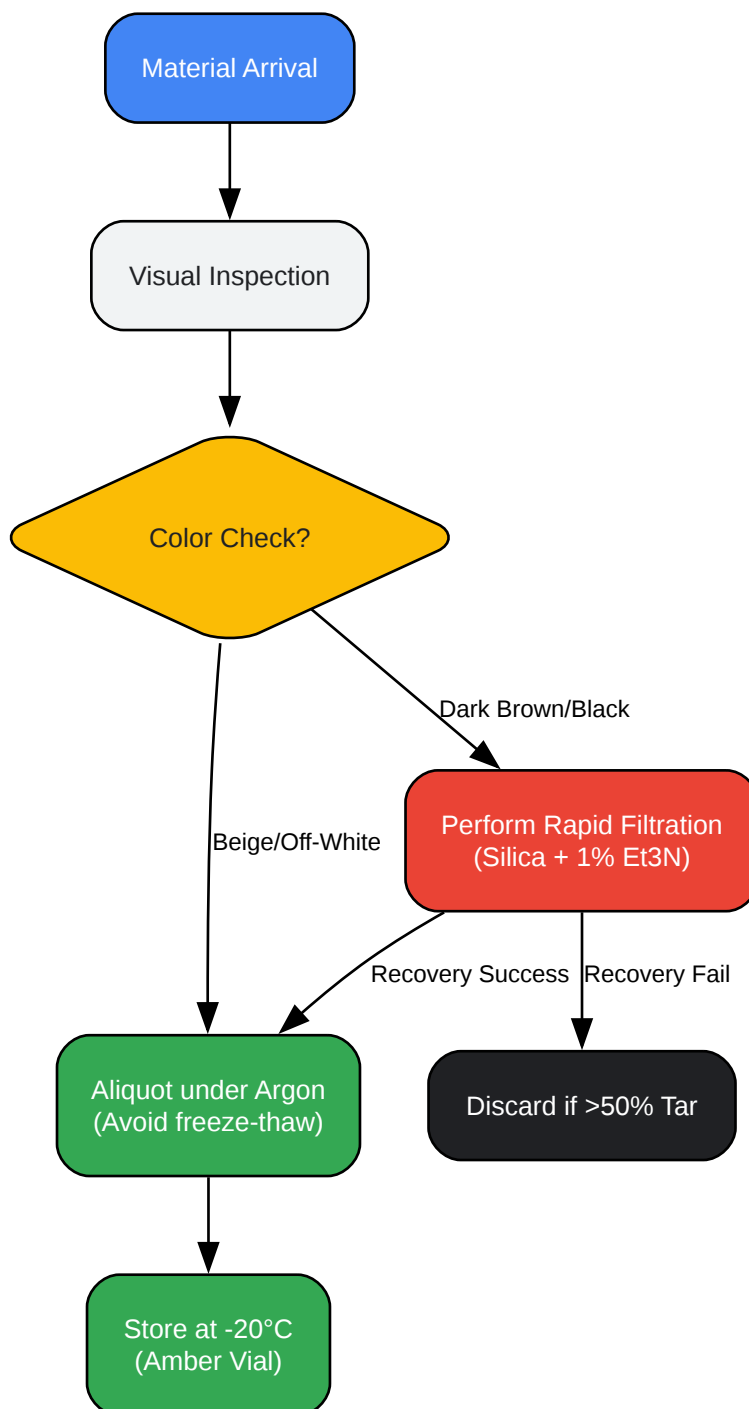 Material Arrival
Visual Inspection
Color Check?
Dark Brown/Black
Perform Rapid Filtration
(Silica + 1% Et3N)
Beige/Off-White
Recovery Success
Recovery Fail
Aliquot under Argon
(Avoid freeze-thaw)
Discard if >50% Tar
Store at -20°C
(Amber Vial)